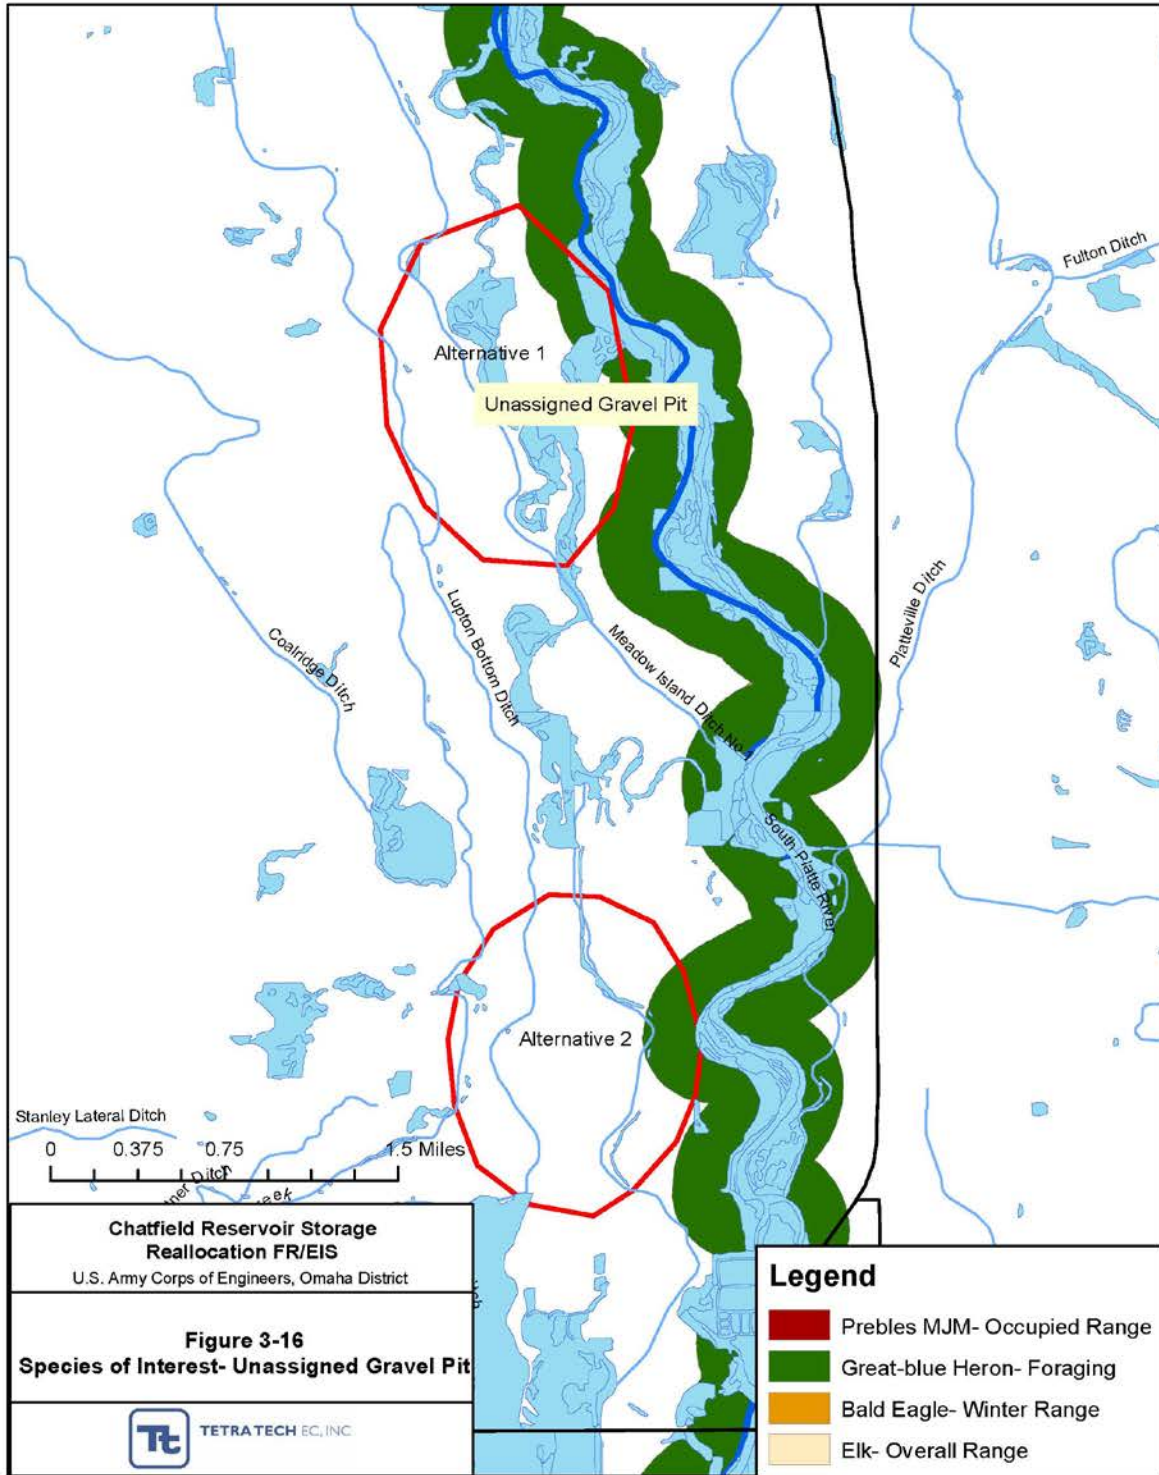 Fulton Ditch
Alternative 1
Unassigned Gravel Pit
Platteville Ditch
Lupton Bottom Ditch
Coalridge Ditch
Meadow Island Ditch No 1
South Platte River
Alternative 2
Stanley Lateral Ditch
0 0.375 0.75 1.5 Miles
Ditch
Chatfield Reservoir Storage
Reallocation FR/EIS
U.S. Army Corps of Engineers, Omaha District
Figure 3-16
Species of Interest- Unassigned Gravel Pit
Tt
TETRATECH EC, INC
Legend
Prebles MJM- Occupied Range
Great-blue Heron- Foraging
Bald Eagle- Winter Range
Elk- Overall Range